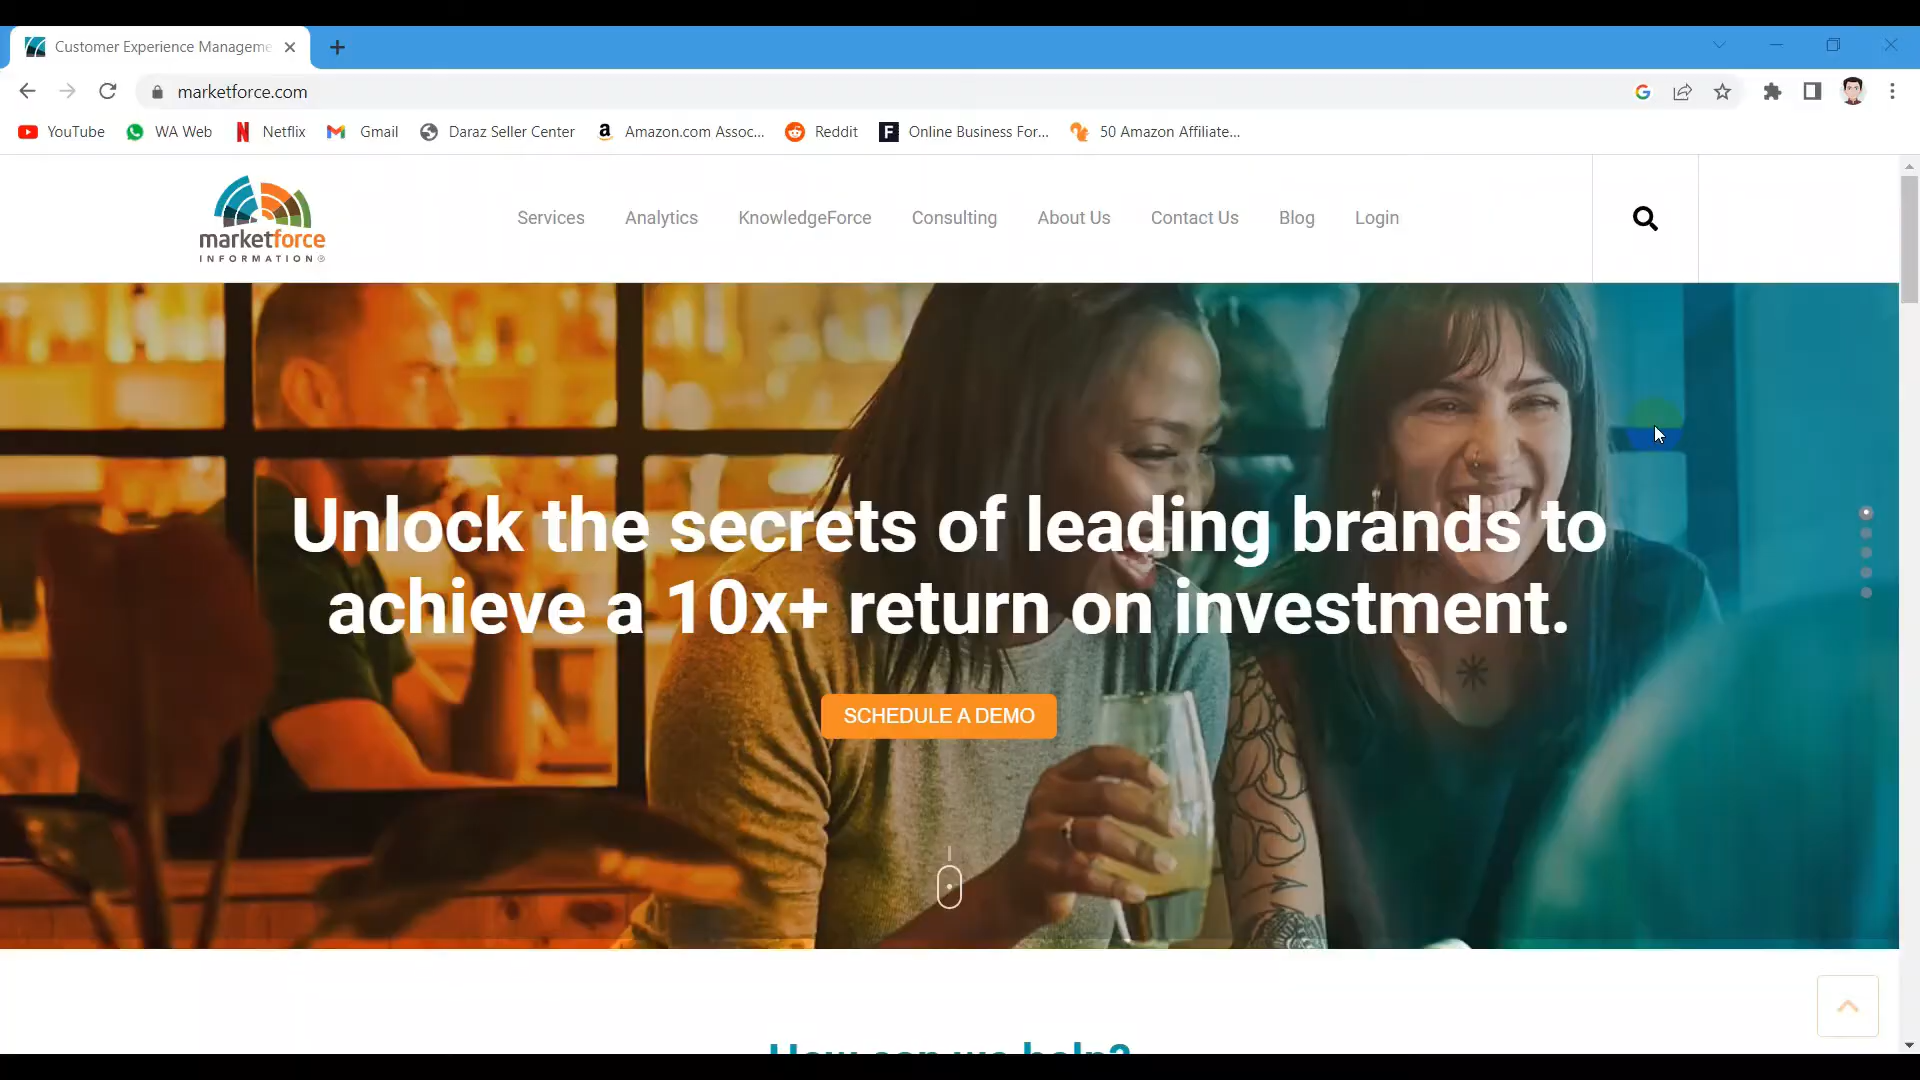 Customer Experience Manageme
marketforce.com
YouTube
WA Web
Netflix
Gmail
Daraz Seller Center
Amazon.com Assoc...
Reddit
Online Business For...
50 Amazon Affiliate...
marketforce
INFORMATION®
Services
Analytics
KnowledgeForce
Consulting
About Us
Contact Us
Blog
Login
Unlock the secrets of leading brands to
achieve a 10x+ return on investment.
SCHEDULE A DEMO
How can we help?